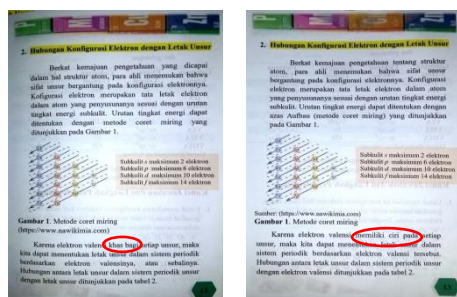 2. Hubungan Konfigurasi Elektron dengan Letak Unsur
Berkat kemajuan pengetahuan yang dicapai
dalam hal struktur atom, para ahli menemukan bahwa
sifat unsur bergantung pada konfigurasi elektronnya.
Kofigurasi elektron merupakan tata letak elektron
dalam atom yang penyusunanya sesuai dengan urutan
tingkat energi subkulit. Urutan tingkat energi dapat
ditentukan dengan metode coret miring yang
ditunjukkan pada Gambar 1.
Subkulit s maksimum 2 elektron
Subkulit p maksimum 6 elektron
Subkulit d maksimum 10 elektron
Subkulit f maksimum 14 elektron
Gambar 1. Metode coret miring
(https://www.nawikimia.com)
Karena elektron valensi khas bagi setiap unsur, maka
kita dapat menentukan letak unsur dalam sistem periodik
berdasarkan elektron valensinya, atau sebaliknya.
Hubungan antara letak unsur dalam sistem periodik unsur
dengan letak unsur ditunjukkan pada tabel 2.
13
2. Hubungan Konfigurasi Elektron dengan Letak Unsur
Berkat kemajuan pengetahuan tentang struktur
atom, para ahli menemukan bahwa sifat unsur
bergantung pada konfigurasi elektronnya. Konfigurasi
elektron merupakan tata letak elektron dalam atom
yang penyusunanya sesuai dengan urutan tingkat energi
subkulit. Urutan tingkat energi dapat ditentukan dengan
azas Aufbau (metode coret miring) yang ditunjukkan
pada Gambar 1.
Subkulit s maksimum 2 elektron
Subkulit p maksimum 6 elektron
Subkulit d maksimum 10 elektron
Subkulit f maksimum 14 elektron
Sumber: (https://www.nawikimia.com)
Gambar 1. Metode coret miring
Karena elektron valensi memiliki ciri pada setiap
unsur, maka kita dapat menentukan letak unsur dalam
sistem periodik berdasarkan elektron valensi tersebut.
Hubungan antara letak unsur dalam sistem periodik unsur
dengan elektron valensi ditunjukkan pada tabel 2.
13